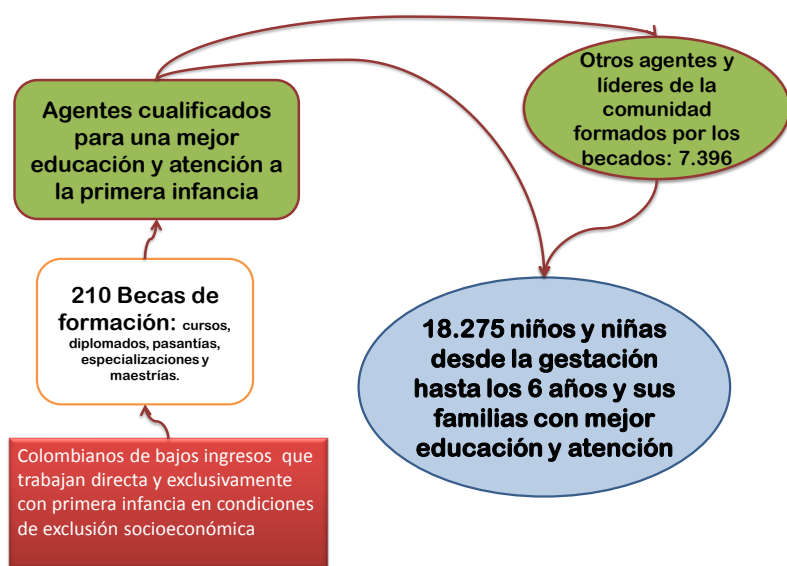 Otros agentes y
líderes de la
comunidad
formados por los
becados: 7.396
Agentes cualificados
para una mejor
educación y atención a
la primera infancia
210 Becas de
formación: cursos,
diplomados, pasantías,
especializaciones y
maestrías.
18.275 niños y niñas
desde la gestación
hasta los 6 años y sus
familias con mejor
educación y atención
Colombianos de bajos ingresos que
trabajan directa y exclusivamente
con primera infancia en condiciones
de exclusión socioeconómica